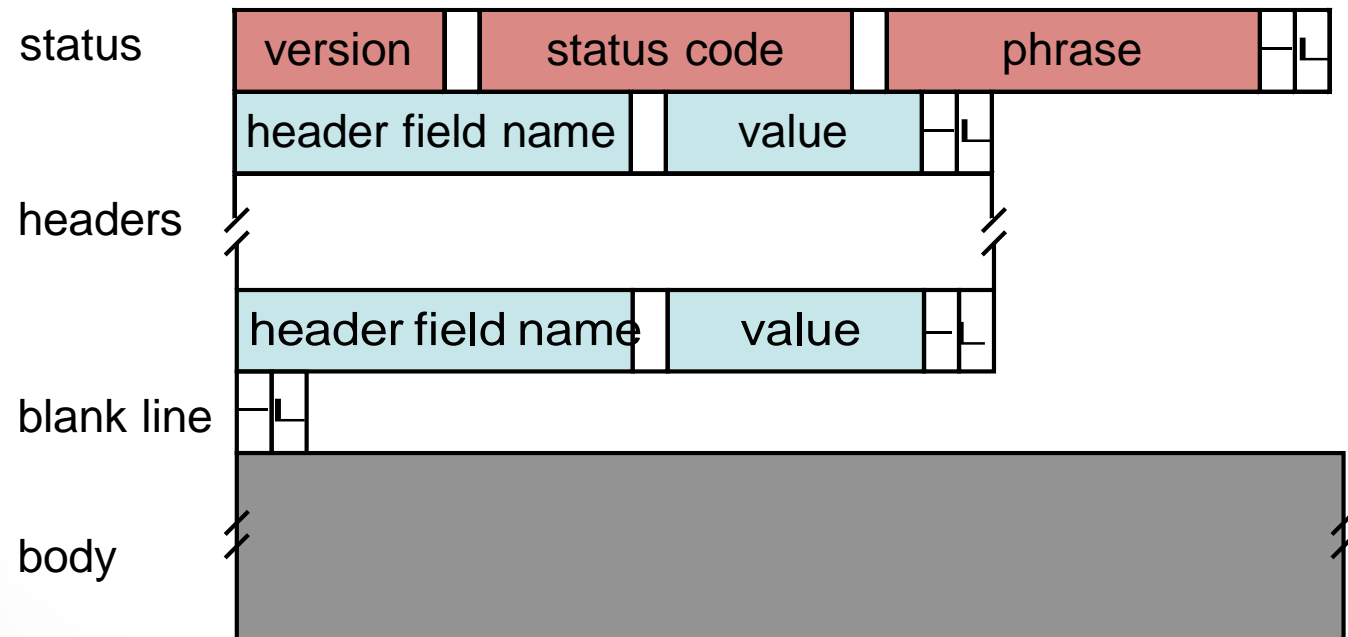 status version status code phrase
header field name value
headers
header field name value
blank line
body